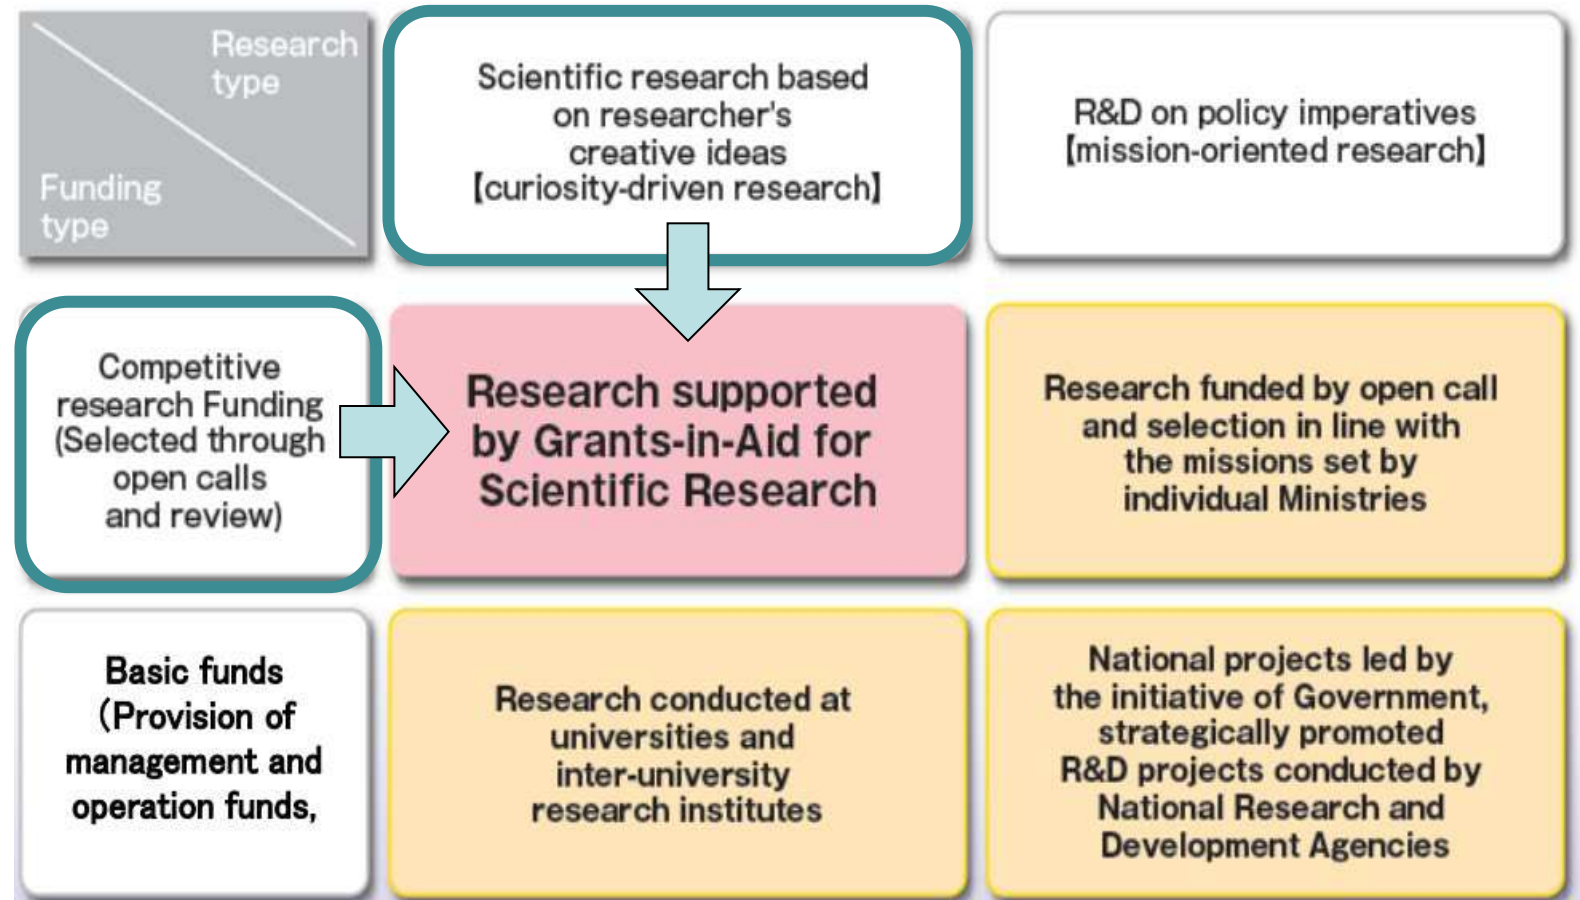 Research
type
Funding
type
Scientific research based
on researcher's
creative ideas
【curiosity-driven research】
R&D on policy imperatives
【mission-oriented research】
Competitive
research Funding
(Selected through
open calls
and review)
Research supported
by Grants-in-Aid for
Scientific Research
Research funded by open call
and selection in line with
the missions set by
individual Ministries
Basic funds
（Provision of
management and
operation funds,
Research conducted at
universities and
inter-university
research institutes
National projects led by
the initiative of Government,
strategically promoted
R&D projects conducted by
National Research and
Development Agencies